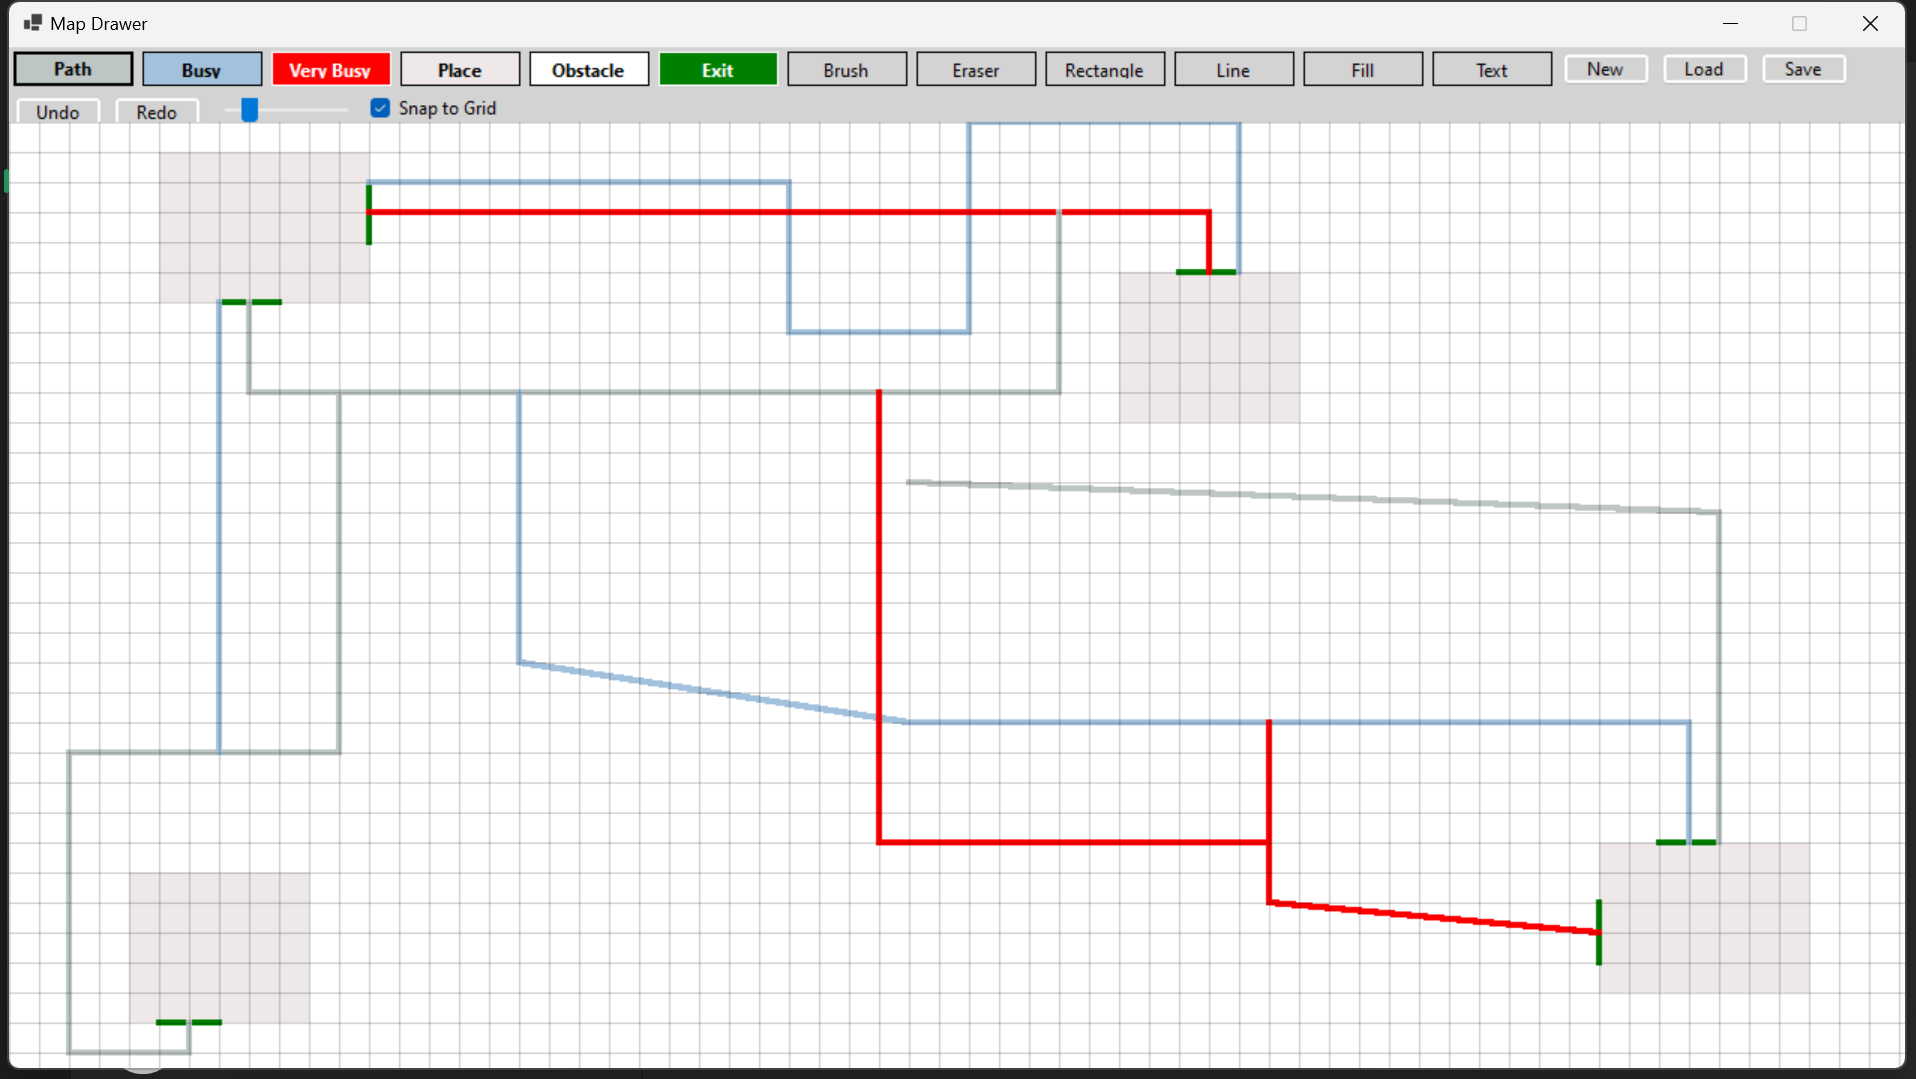 Map Drawer
Path Busy Very Busy Place Obstacle Exit Brush Eraser Rectangle Line Fill Text New Load Save
Undo Redo Snap to Grid